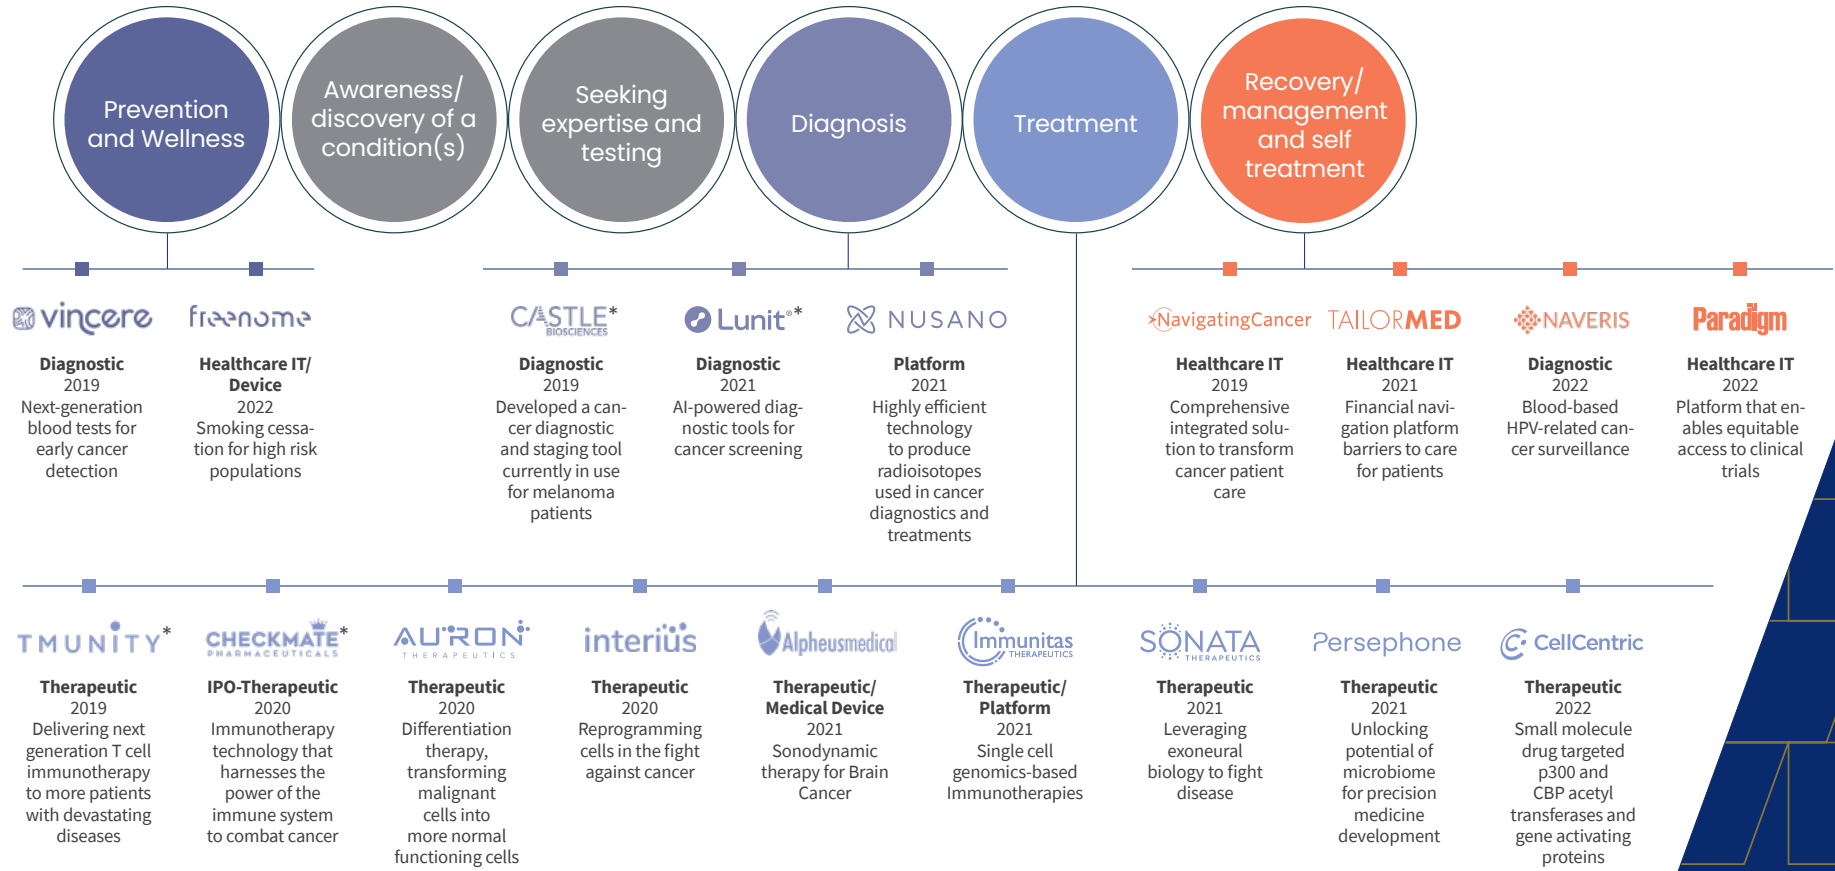 Prevention
and Wellness
Awareness/
discovery of a
condition(s)
Seeking
expertise and
testing
Diagnosis
Treatment
Recovery/
management
and self
treatment
vincere
Diagnostic
2019
Next-generation
blood tests for
early cancer
detection
freenome
Healthcare IT/
Device
2022
Smoking cessa-
tion for high risk
populations
CASTLE*
BIOSCIENCES
Diagnostic
2019
Developed a can-
cer diagnostic
and staging tool
currently in use
for melanoma
patients
Lunit®*
Diagnostic
2021
AI-powered diag-
nostic tools for
cancer screening
NUSANO
Platform
2021
Highly efficient
technology
to produce
radioisotopes
used in cancer
diagnostics and
treatments
NavigatingCancer
Healthcare IT
2019
Comprehensive
integrated solu-
tion to transform
cancer patient
care
TAILORMED
Healthcare IT
2021
Financial navi-
gation platform
barriers to care
for patients
NAVERIS
Diagnostic
2022
Blood-based
HPV-related can-
cer surveillance
Paradigm
Healthcare IT
2022
Platform that en-
ables equitable
access to clinical
trials
TMUNITY*
Therapeutic
2019
Delivering next
generation T cell
immunotherapy
to more patients
with devastating
diseases
CHECKMATE*
PHARMACEUTICALS
IPO-Therapeutic
2020
Immunotherapy
technology that
harnesses the
power of the
immune system
to combat cancer
AURON
THERAPEUTICS
Therapeutic
2020
Differentiation
therapy,
transforming
malignant
cells into
more normal
functioning cells
interius
Therapeutic
2020
Reprogramming
cells in the fight
against cancer
Alpheusmedical
Therapeutic/
Medical Device
2021
Sonodynamic
therapy for Brain
Cancer
Immunitas
THERAPEUTICS
Therapeutic/
Platform
2021
Single cell
genomics-based
Immunotherapies
SONATA
THERAPEUTICS
Therapeutic
2021
Leveraging
exoneural
biology to fight
disease
Persephone
Therapeutic
2021
Unlocking
potential of
microbiome
for precision
medicine
development
CellCentric
Therapeutic
2022
Small molecule
drug targeted
p300 and
CBP acetyl
transferases and
gene activating
proteins